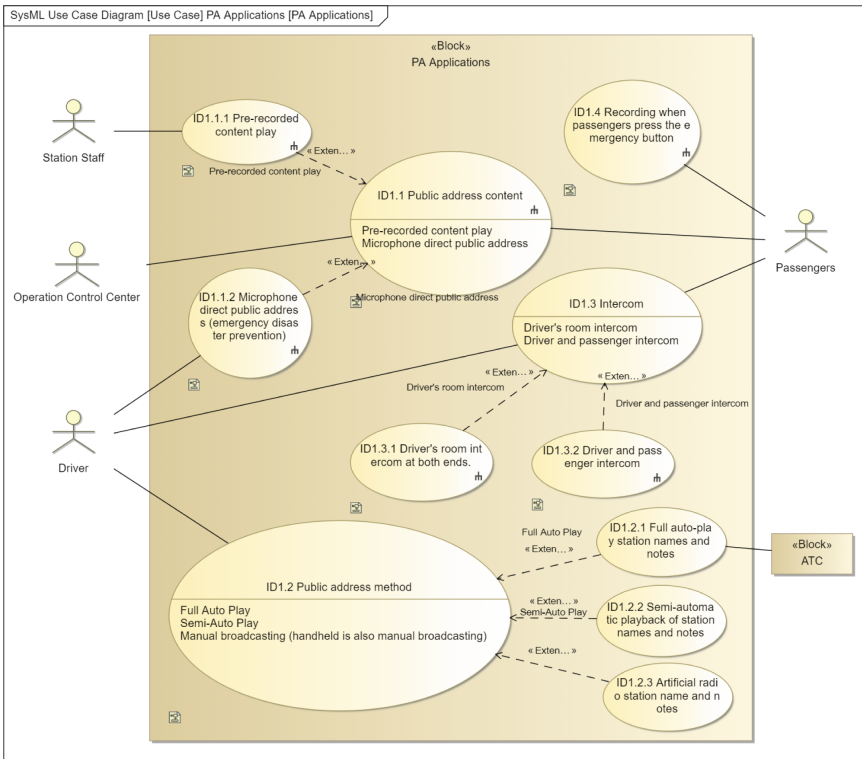 SysML Use Case Diagram [Use Case] PA Applications [PA Applications]
«Block»
PA Applications
Station Staff
ID1.1.1 Pre-recorded
content play
« Exten... »
Pre-recorded content play
ID1.4 Recording when
passengers press the e
mergency button
ID1.1 Public address content
Pre-recorded content play
Microphone direct public address
Operation Control Center
« Exten... »
Microphone direct public address
ID1.1.2 Microphone
direct public addres
s (emergency disas
ter prevention)
Passengers
ID1.3 Intercom
Driver's room intercom
Driver and passenger intercom
« Exten... »
Driver's room intercom
« Exten... »
Driver and passenger intercom
Driver
ID1.3.1 Driver's room int
ercom at both ends.
ID1.3.2 Driver and pass
enger intercom
ID1.2 Public address method
Full Auto Play
Semi-Auto Play
Manual broadcasting (handheld is also manual broadcasting)
Full Auto Play
« Exten... »
ID1.2.1 Full auto-pla
y station names and
notes
«Block»
ATC
« Exten... »
Semi-Auto Play
ID1.2.2 Semi-automa
tic playback of station
names and notes
« Exten... »
ID1.2.3 Artificial radi
o station name and n
otes